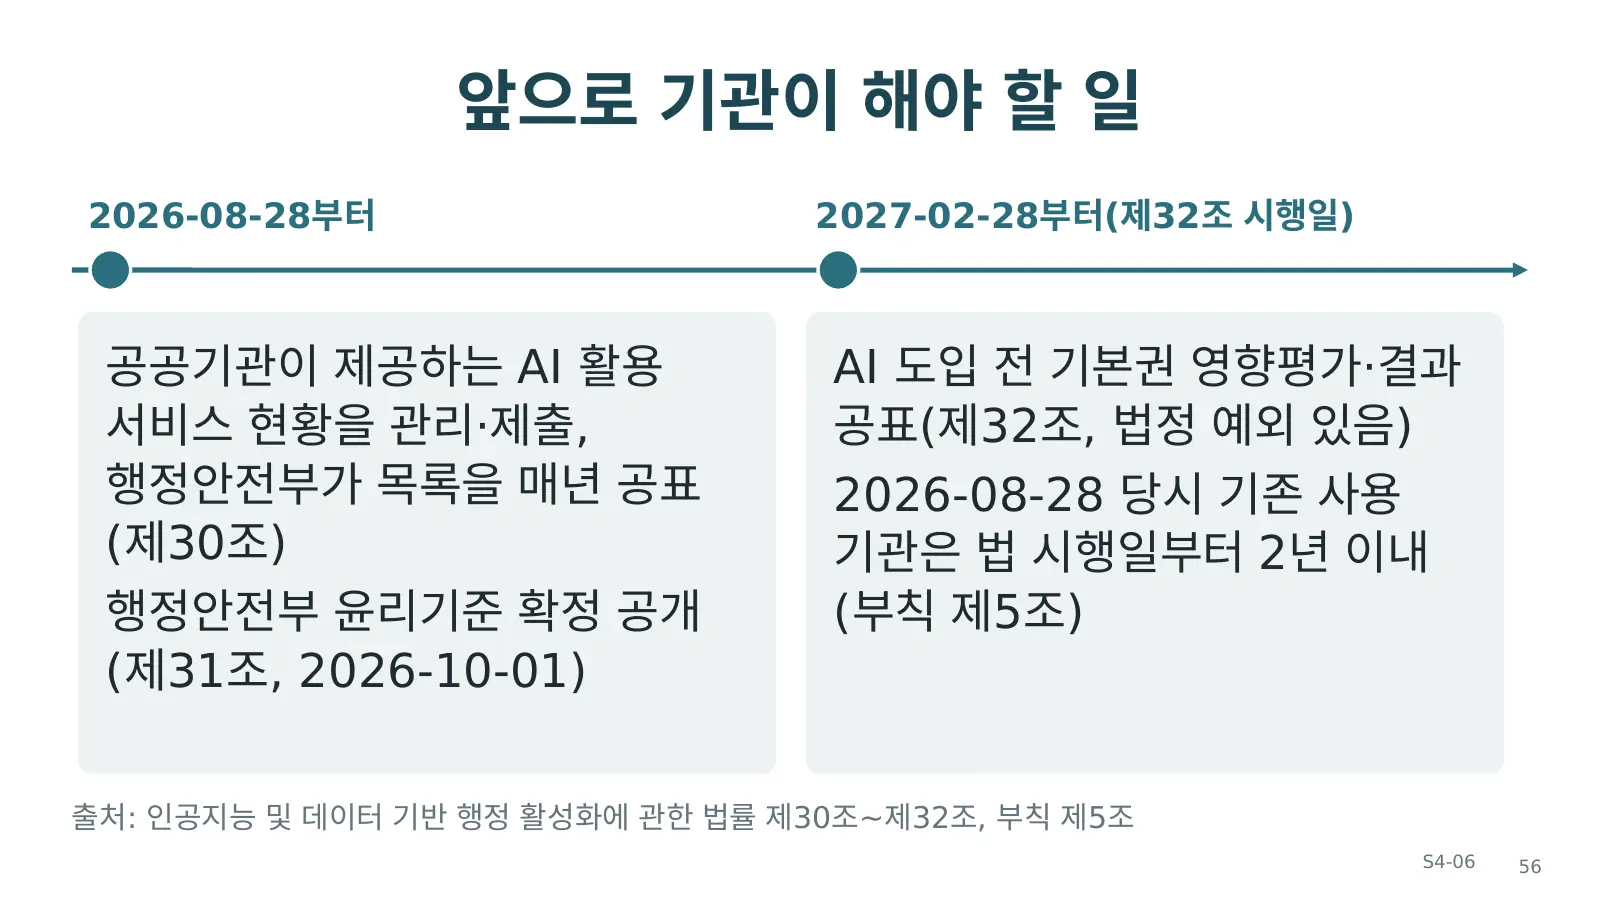 앞으로 기관이 해야 할 일
2026-08-28부터
2027-02-28부터(제32조 시행일)
공공기관이 제공하는 AI 활용
서비스 현황을 관리·제출,
행정안전부가 목록을 매년 공표
(제30조)
행정안전부 윤리기준 확정 공개
(제31조, 2026-10-01)
AI 도입 전 기본권 영향평가·결과
공표(제32조, 법정 예외 있음)
2026-08-28 당시 기존 사용
기관은 법 시행일부터 2년 이내
(부칙 제5조)
출처: 인공지능 및 데이터 기반 행정 활성화에 관한 법률 제30조~제32조, 부칙 제5조
S4-06
56